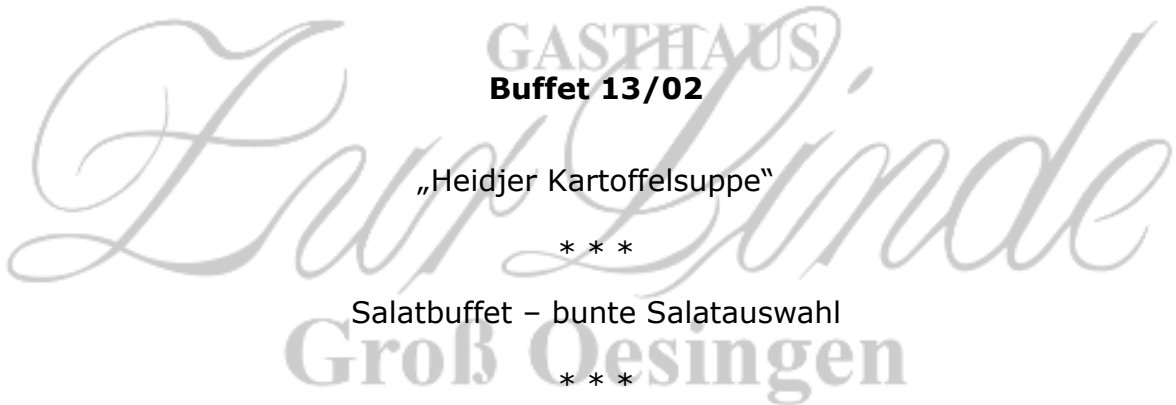 GASTHAUS
Buffet 13/02
„Heidjer Kartoffelsuppe“
Zur Linde
* * *
Salatbuffet – bunte Salatauswahl
Groß Oesingen
* * *